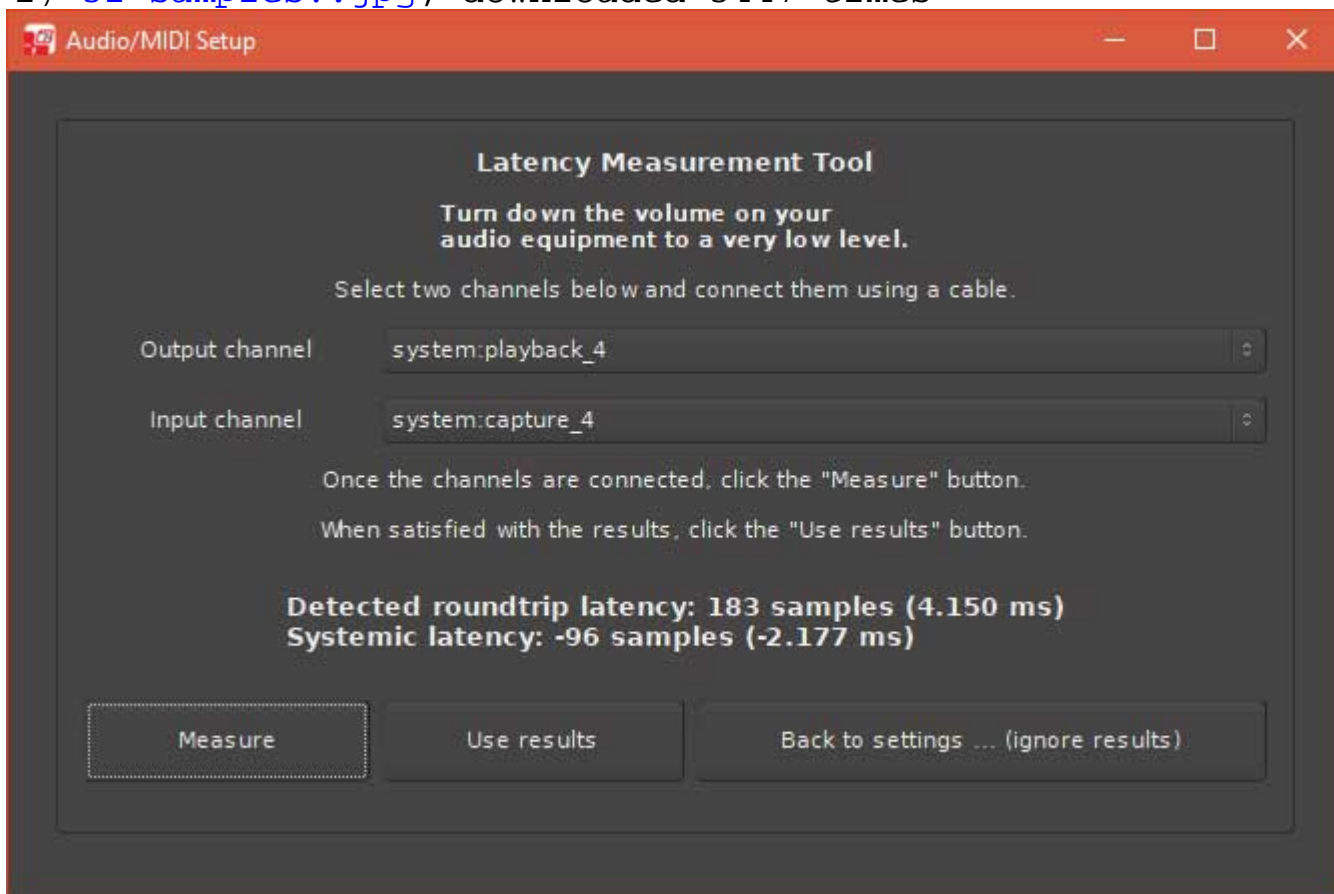 Audio/MIDI Setup
Latency Measurement Tool
Turn down the volume on your
audio equipment to a very low level.
Select two channels below and connect them using a cable.
Output channel system:playback_4
Input channel system:capture_4
Once the channels are connected, click the "Measure" button.
When satisfied with the results, click the "Use results" button.
Detected roundtrip latency: 183 samples (4.150 ms)
Systemic latency: -96 samples (-2.177 ms)
Measure Use results Back to settings ... (ignore results)